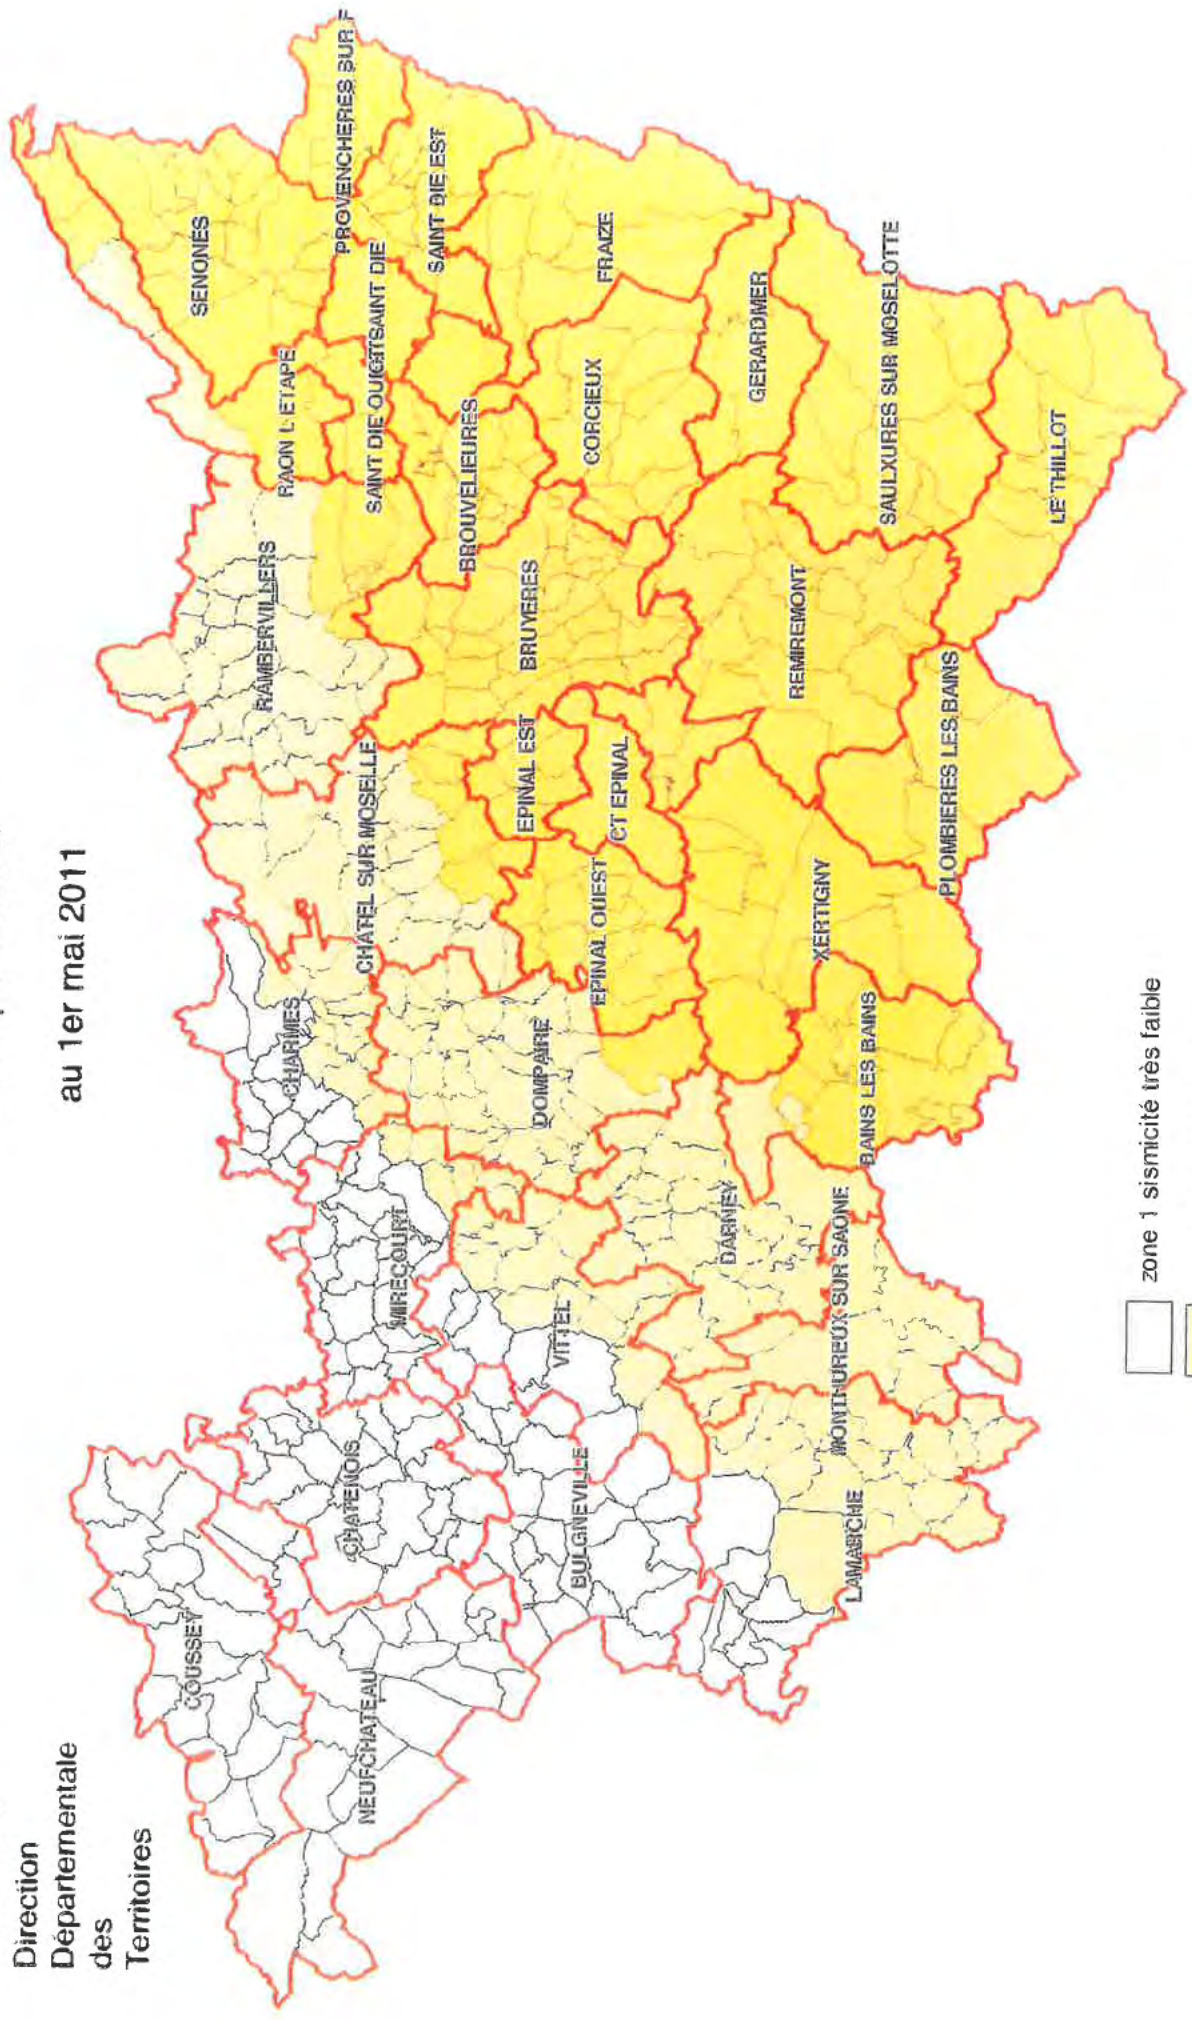 Direction
Départementale
des
Territoires
au 1er mai 2011
COUSSEY
NEUFCHATEAU
CHATENOIS
BULGNEVILLE
LAMARCHE
MIRECOURT
VITTEL
MONTHUREUX SUR SAONE
DARNEY
CHARMES
DOMPAIRE
BAINS LES BAINS
CHATEL SUR MOSELLE
EPINAL OUEST
XERTIGNY
EPINAL EST
CT EPINAL
PLOMBIERES LES BAINS
RAMBERVILLERS
BRUYERES
REMIREMONT
RAON L ETAPE
SAINT DIE OUEST
CT SAINT DIE
BROUVELIEURES
CORCIEUX
GERARDMER
SAULXURES SUR MOSELOTTE
LE THILLOT
SENONES
PROVENCHERES SUR F
SAINT DIE EST
FRAIZE
zone 1 sismicité très faible